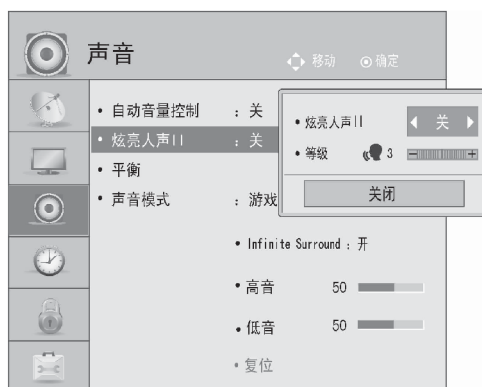 声音
移动 确定
• 自动音量控制 : 关
• 炫亮人声II : 关
• 平衡
• 声音模式 : 游戏
• Infinite Surround : 开
• 高音 50
• 低音 50
• 复位
• 炫亮人声II 关
• 等级 3
关闭